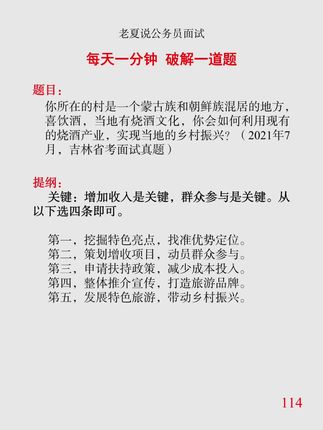 老夏说公务员面试
每天一分钟 破解一道题
题目：
你所在的村是一个蒙古族和朝鲜族混居的地方，
喜饮酒，当地有烧酒文化，你会如何利用现有
的烧酒产业，实现当地的乡村振兴？（2021年7
月，吉林省考面试真题）
提纲：
关键：增加收入是关键，群众参与是关键。从
以下选四条即可。
第一，挖掘特色亮点，找准优势定位。
第二，策划增收项目，动员群众参与。
第三，申请扶持政策，减少成本投入。
第四，整体推介宣传，打造旅游品牌。
第五，发展特色旅游，带动乡村振兴。
114